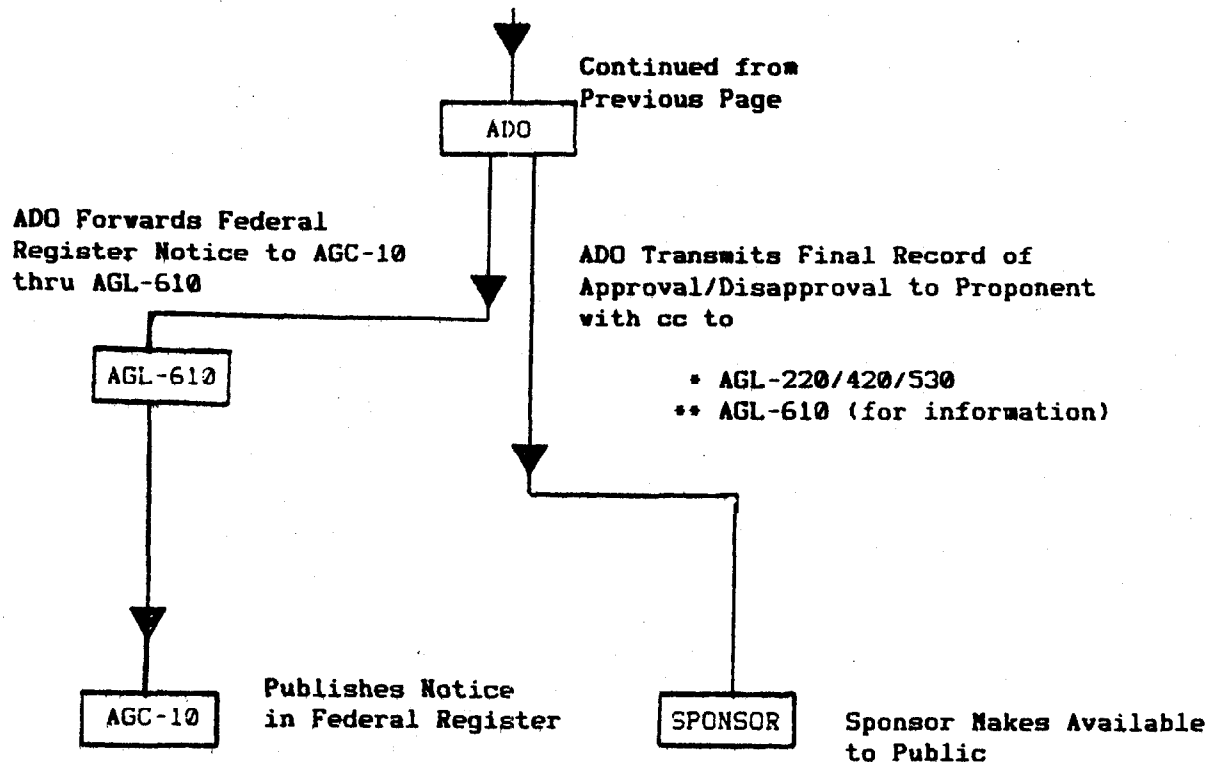 Continued from
Previous Page
ADO
ADO Forwards Federal
Register Notice to AGC-10
thru AGL-610
ADO Transmits Final Record of
Approval/Disapproval to Proponent
with cc to
* AGL-220/420/530
** AGL-610 (for information)
AGL-610
AGC-10
Publishes Notice
in Federal Register
SPONSOR
Sponsor Makes Available
to Public